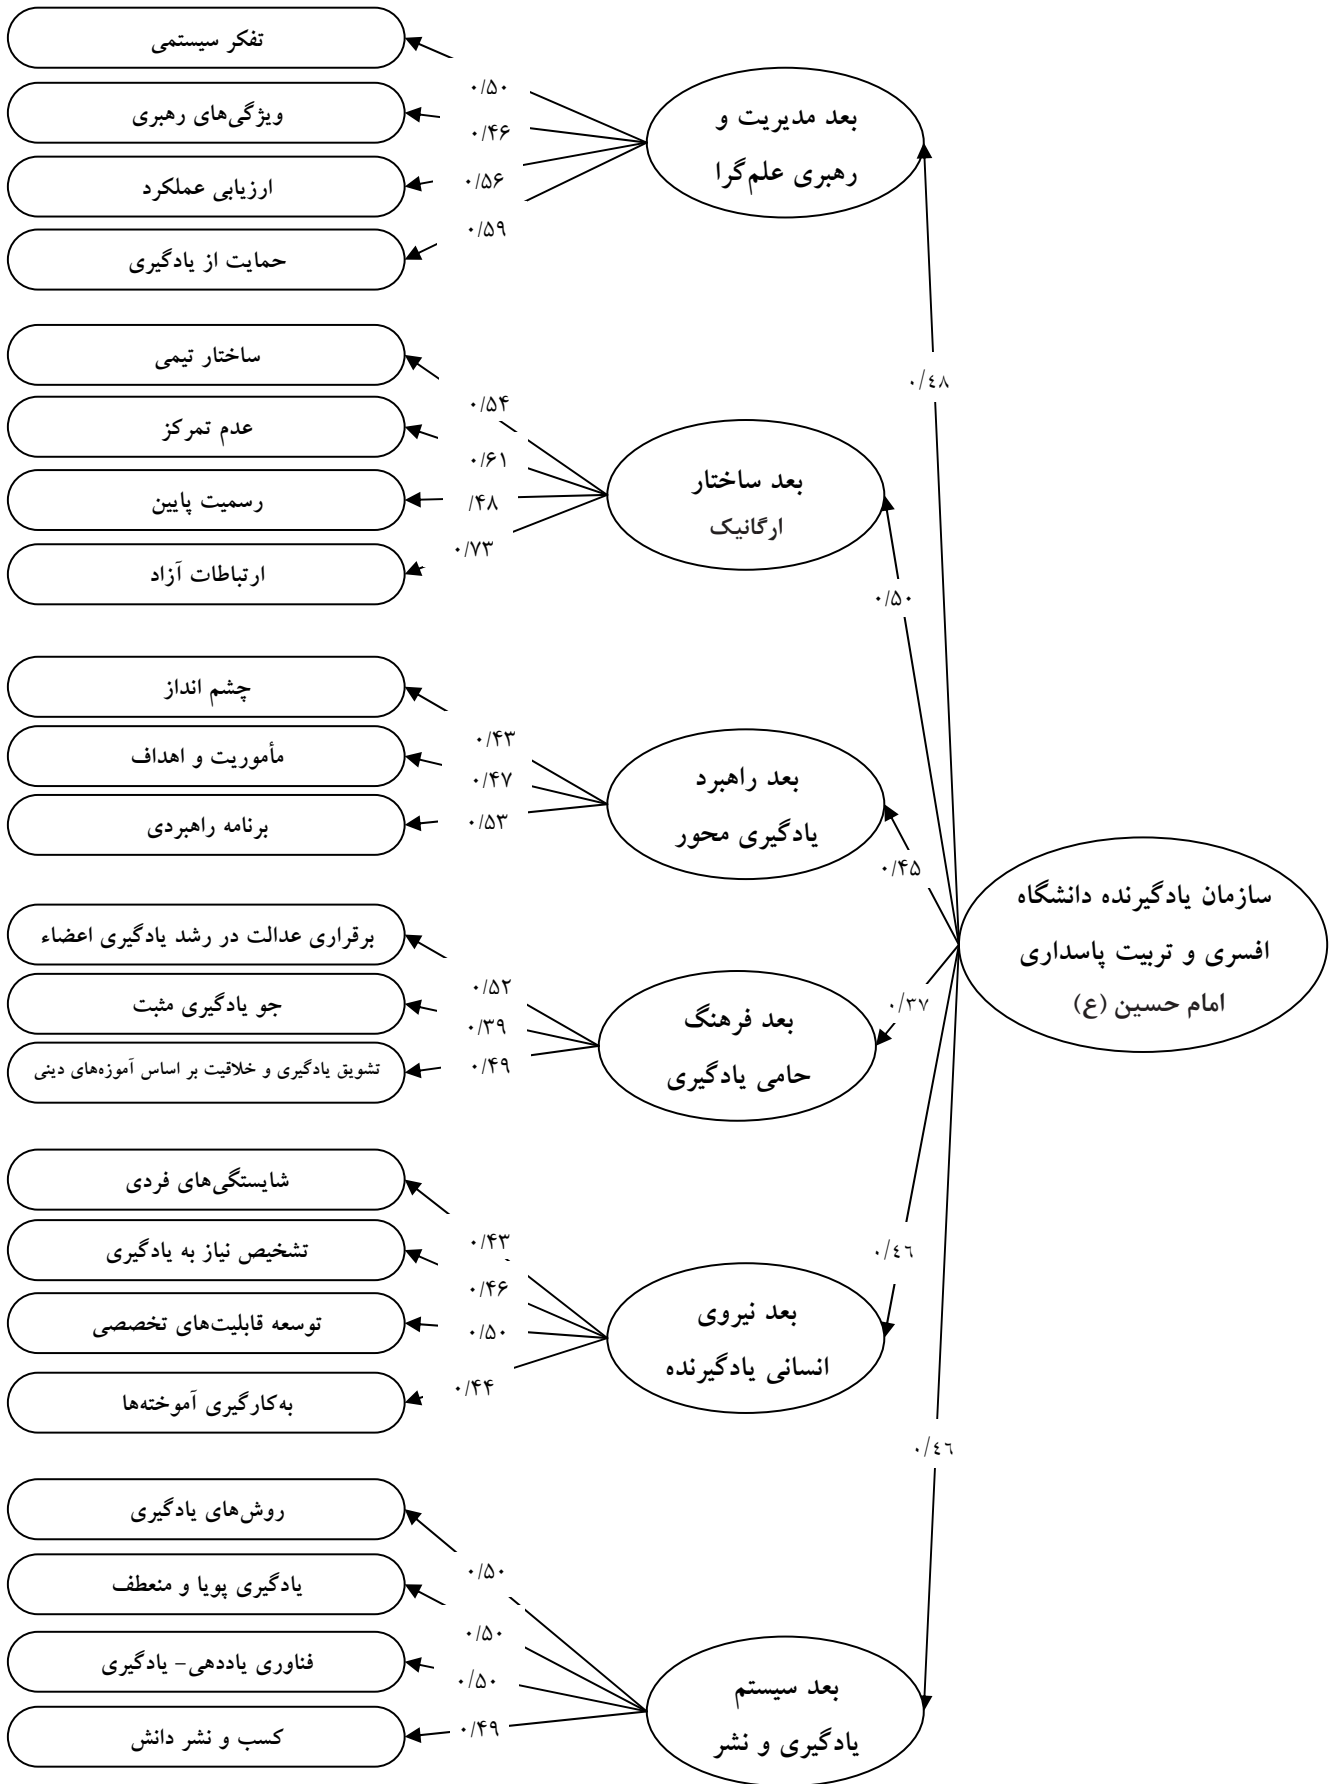 تفکر سیستمی
۰/۵۰
ویژگی‌های رهبری
۰/۴۶
ارزیابی عملکرد
۰/۵۶
حمایت از یادگیری
۰/۵۹
بعد مدیریت و
رهبری علم‌گرا
۰/٤٨
ساختار تیمی
۰/۵۴
عدم تمرکز
۰/۶۱
رسمیت پایین
/۴۸
ارتباطات آزاد
۰/۷۳
بعد ساختار
ارگانیک
۰/۵۰
چشم انداز
۰/۴۳
مأموریت و اهداف
۰/۴۷
برنامه راهبردی
۰/۵۳
بعد راهبرد
یادگیری محور
۰/۴۵
سازمان یادگیرنده دانشگاه
افسری و تربیت پاسداری
امام حسین (ع)
برقراری عدالت در رشد یادگیری اعضاء
۰/۵۲
جو یادگیری مثبت
۰/۳۹
تشویق یادگیری و خلاقیت بر اساس آموزه‌های دینی
۰/۴۹
بعد فرهنگ
حامی یادگیری
۰/۳۷
شایستگی‌های فردی
۰/۴۳
تشخیص نیاز به یادگیری
۰/۴۶
توسعه قابلیت‌های تخصصی
۰/۵۰
به‌کارگیری آموخته‌ها
۰/۴۴
بعد نیروی
انسانی یادگیرنده
۰/٤٦
روش‌های یادگیری
۰/۵۰
یادگیری پویا و منعطف
۰/۵۰
فناوری یاددهی- یادگیری
۰/۵۰
کسب و نشر دانش
۰/۴۹
بعد سیستم
یادگیری و نشر
۰/٤٦